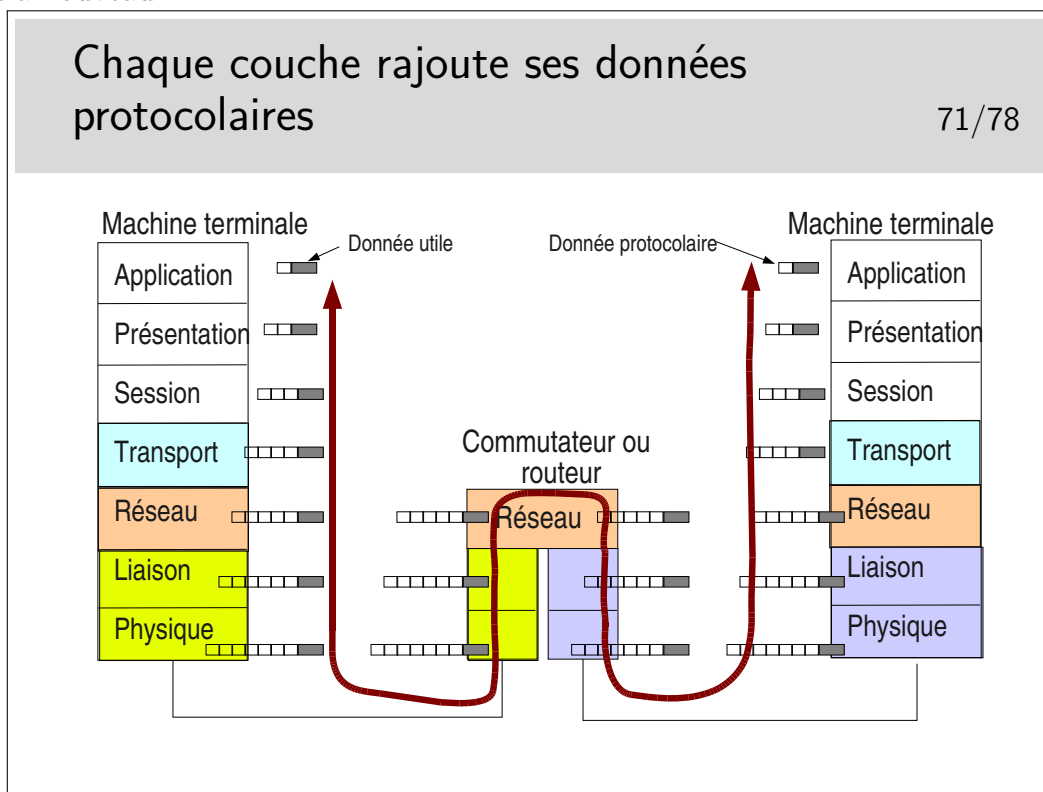 Chaque couche rajoute ses données
protocolaires
71/78
Machine terminale
Donnée utile
Donnée protocolaire
Machine terminale
Application
Présentation
Session
Transport
Réseau
Liaison
Physique
Commutateur ou
routeur
Réseau
Application
Présentation
Session
Transport
Réseau
Liaison
Physique